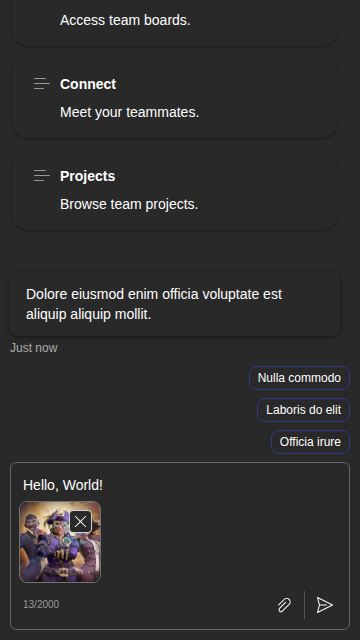 Access team boards.
Connect
Meet your teammates.
Projects
Browse team projects.
Dolore eiusmod enim officia voluptate est
aliquip aliquip mollit.
Just now
Nulla commodo
Laboris do elit
Officia irure
Hello, World!
13/2000